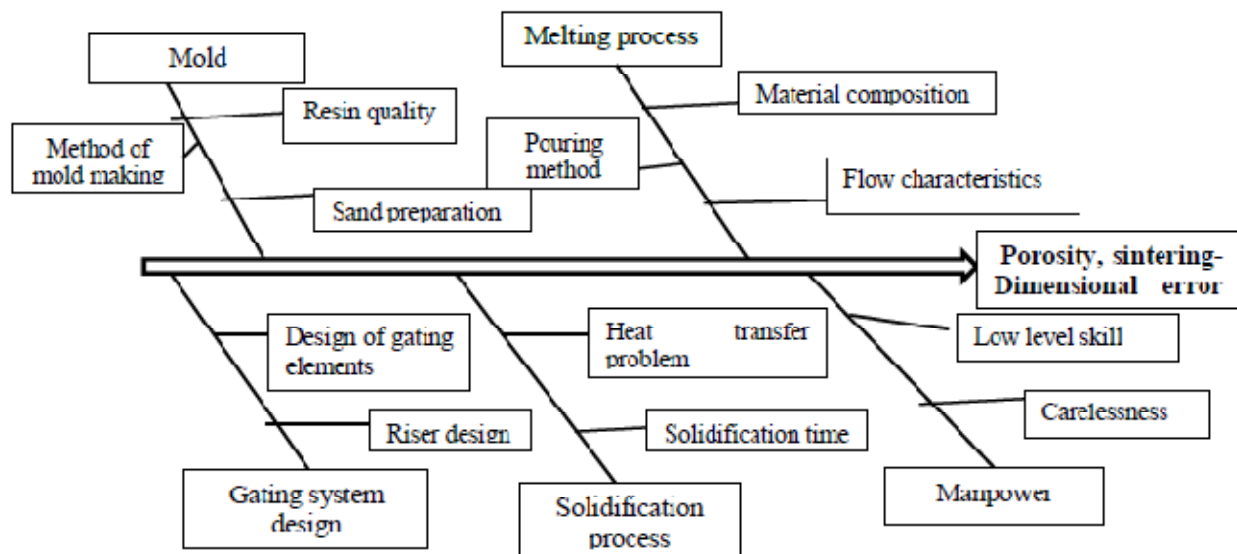 Mold
Melting process
Resin quality
Material composition
Method of
mold making
Pouring
method
Flow characteristics
Sand preparation
Porosity, sintering-
Dimensional error
Design of gating
elements
Heat transfer
problem
Low level skill
Riser design
Solidification time
Carelessness
Gating system
design
Solidification
process
Manpower